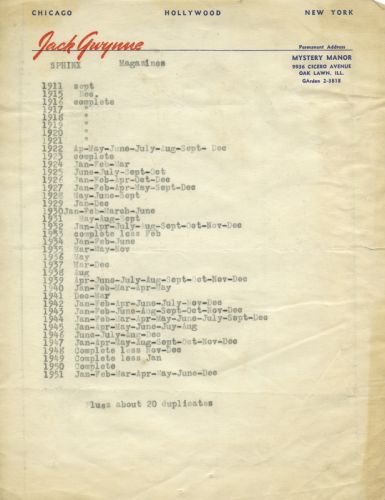 CHICAGO HOLLYWOOD NEW YORK
Jack Gwynne
Permanent Address
MYSTERY MANOR
9936 CICERO AVENUE
OAK LAWN, ILL.
GArden 2-3818
SPHINX Magazines
1911 sept
1915 Dec.
1916 complete
1917 "
1918 "
1919 "
1920 "
1921 "
1922 Ap-May-June-July-Aug-Sept- Dec
1923 complete
1924 Jan-Feb-Mar
1925 June-July-Sept-Oct
1926 Jan-Feb-Apr-Oct-Dec
1927 Jan-Feb-Apr-May-Sept-Dec
1928 May-June-Sept
1929 Jan-Dec
1930 Jan-Feb-March-June
1931 May-Aug-Sept
1932 Jan-Apr-July-Aug-Sept-Oct-Nov-Dec
1933 complete less Feb
1934 Jan-Feb-June
1935 Mar-May-Nov
1936 May
1937 Mar-Dec
1938 Aug
1939 Apr-June-July-Aug-Sept-Oct-Nov-Dec
1940 Jan-Feb-Mar-Apr-May
1941 Dec-Mar
1942 Jan-Feb-Apr-June-July-Nov-Dec
1943 Jan-Feb-June-Aug-Sept-Oct-Nov-Dec
1944 Jan-Feb-Mar-Apr-May-June-July-Sept-Dec
1945 Jan-Apr-May-June-Juy-Aug
1946 June-July-Aug-Dec
1947 Jan-Apr-May-Aug-Sept-Oct-Nov-Dec
1948 Complete less Nov-Dec
1949 Complete less Jan
1950 Complete
1951 Jan-Feb-Mar-Apr-May-June-Dec
Pluss about 20 duplicates